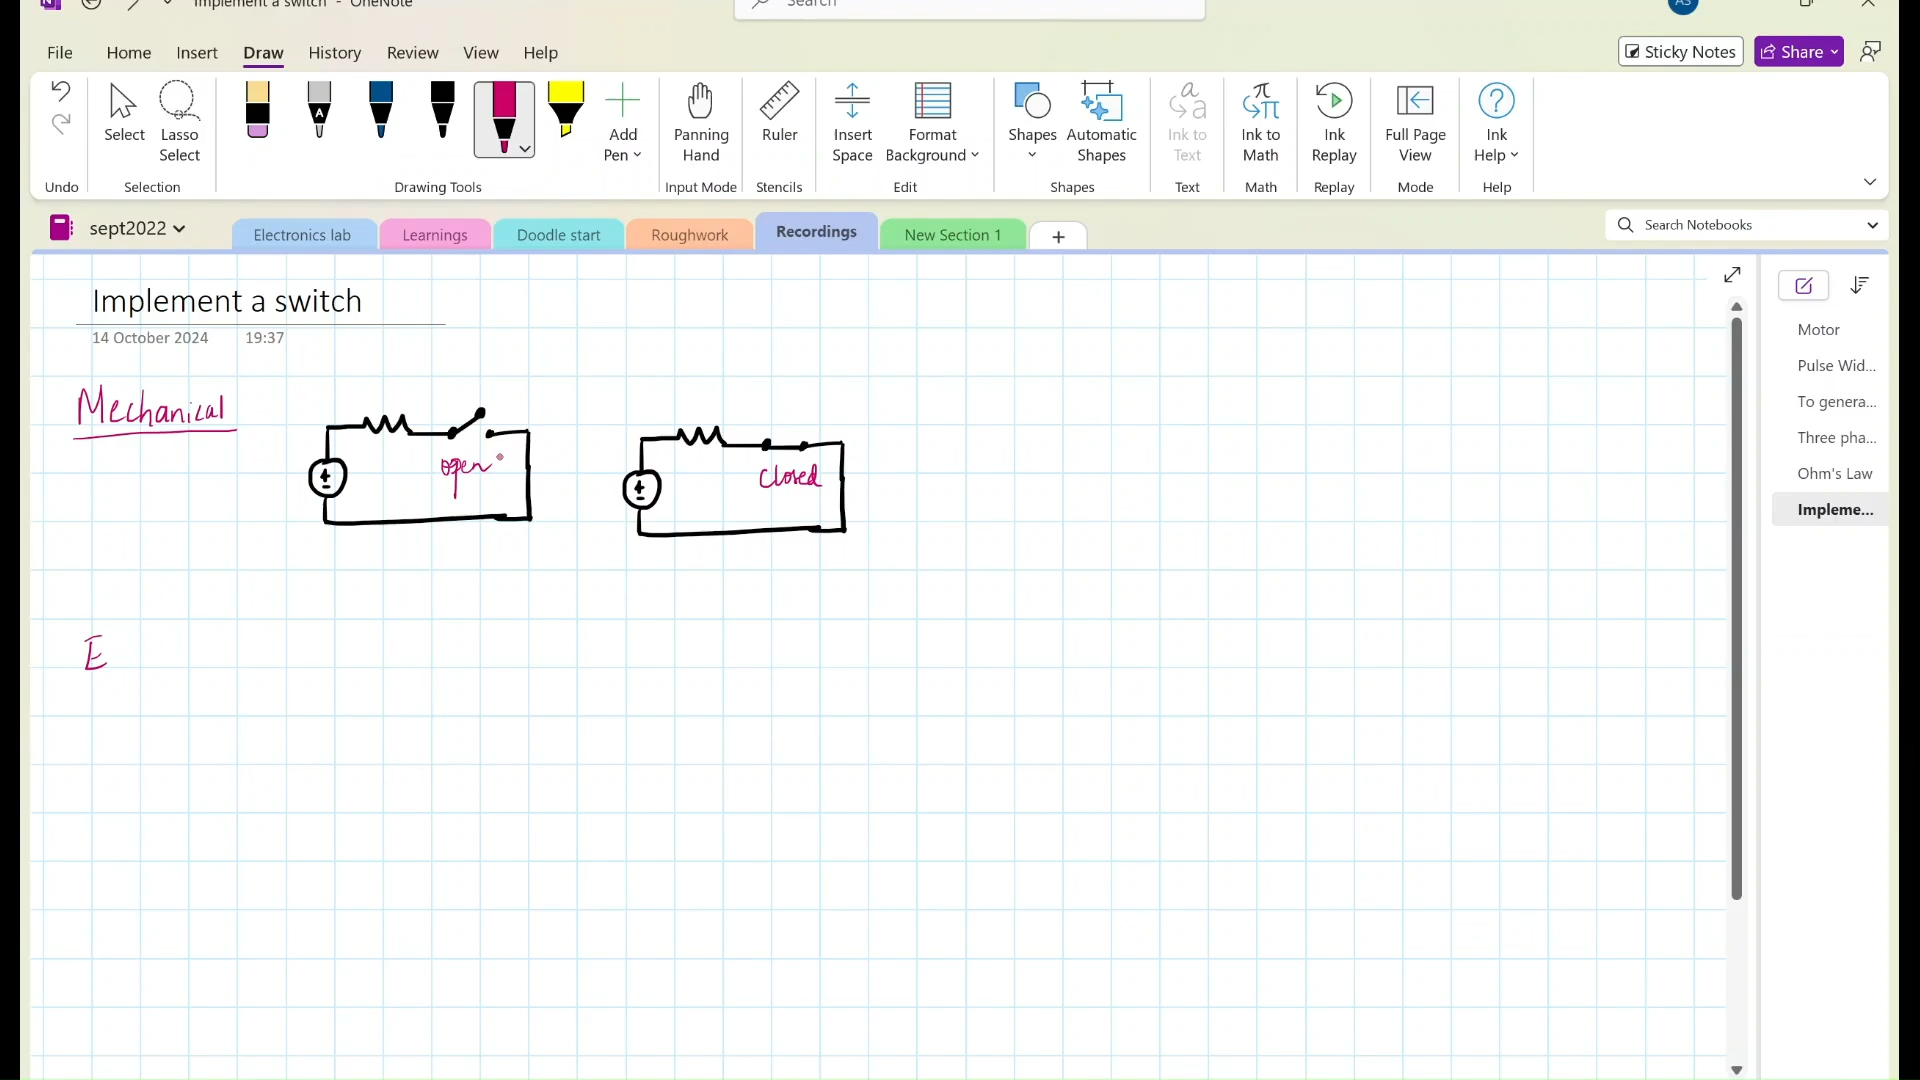 Implement a switch - OneNote
Search
AS
File Home Insert Draw History Review View Help
Sticky Notes Share
Undo
Select
Lasso Select
Selection
A
Drawing Tools
Add Pen
Panning Hand
Input Mode
Ruler
Stencils
Insert Space
Format Background
Edit
Shapes
Automatic Shapes
Shapes
Ink to Text
Text
Ink to Math
Math
Ink Replay
Replay
Full Page View
Mode
Ink Help
Help
sept2022
Electronics lab Learnings Doodle start Roughwork Recordings New Section 1 +
Search Notebooks
Implement a switch
14 October 2024 19:37
Mechanical
open
closed
E
Motor
Pulse Wid...
To genera...
Three pha...
Ohm's Law
Impleme...